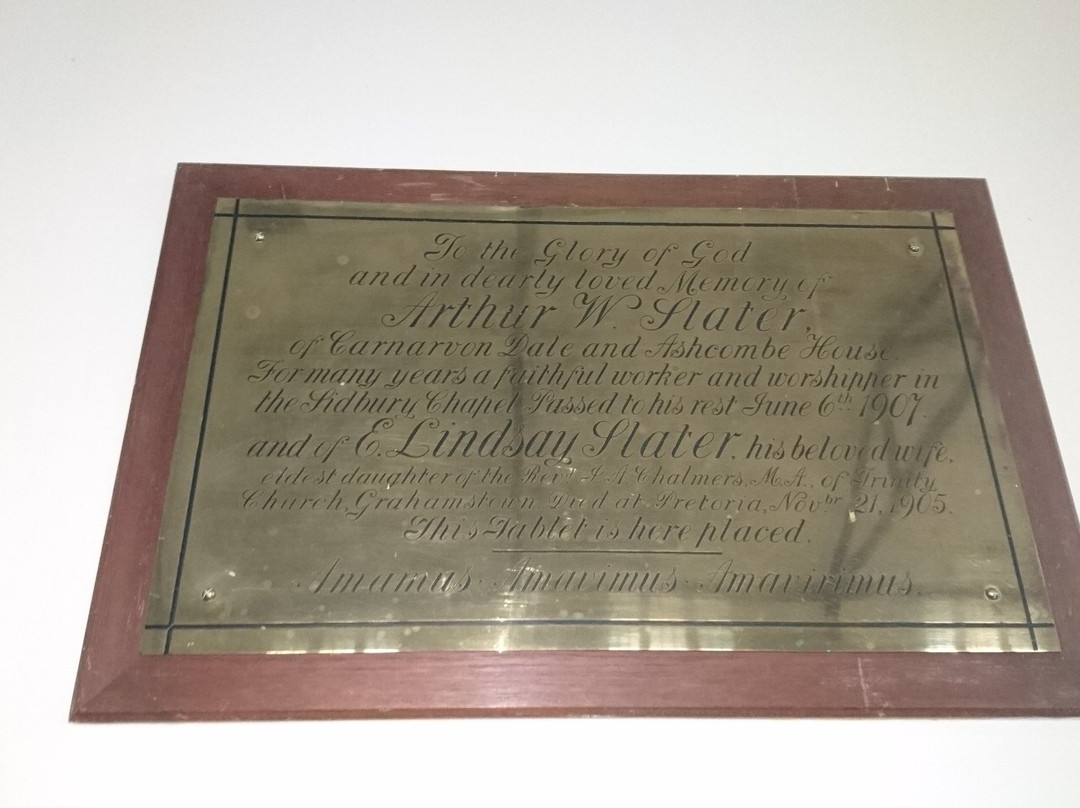 To the Glory of God
and in dearly loved Memory of
Arthur W. Slater,
of Carnarvon Dale and Ashcombe House.
For many years a faithful worker and worshipper in
the Sidbury Chapel Passed to his rest June 6th 1907.
and of E. Lindsay Slater, his beloved wife,
eldest daughter of the Revd J. A. Chalmers, M.A., of Trinity
Church, Grahamstown Died at Pretoria, Novbr 21, 1905.
This Tablet is here placed.
Amamus · Amavimus · Amavirimus.